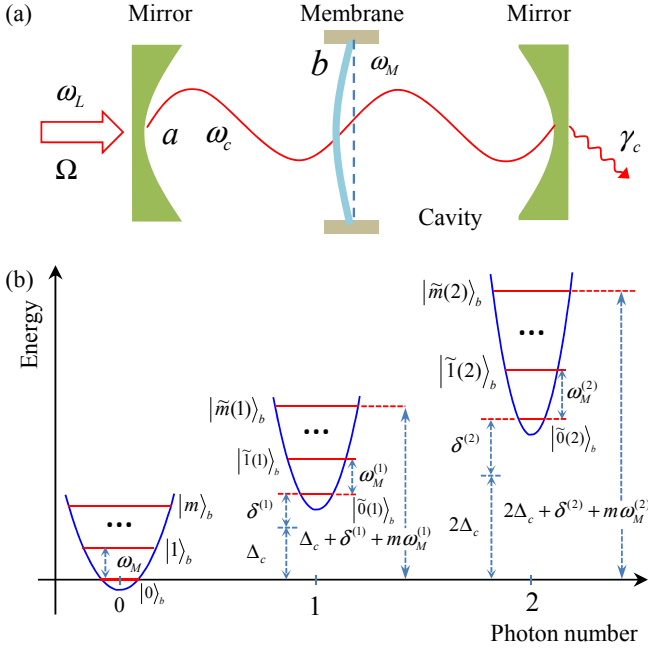 (a)
Mirror
Membrane
Mirror
b
ω_M
ω_L
a
ω_c
γ_c
Ω
Cavity
(b)
Energy
|m̃(2)⟩_b
...
|1̃(2)⟩_b
ω_M^(2)
|0̃(2)⟩_b
δ^(2)
|m̃(1)⟩_b
...
|1̃(1)⟩_b
ω_M^(1)
|0̃(1)⟩_b
δ^(1)
Δ_c
Δ_c + δ^(1) + mω_M^(1)
2Δ_c
2Δ_c + δ^(2) + mω_M^(2)
|m⟩_b
...
|1⟩_b
ω_M
|0⟩_b
0
1
2
Photon number